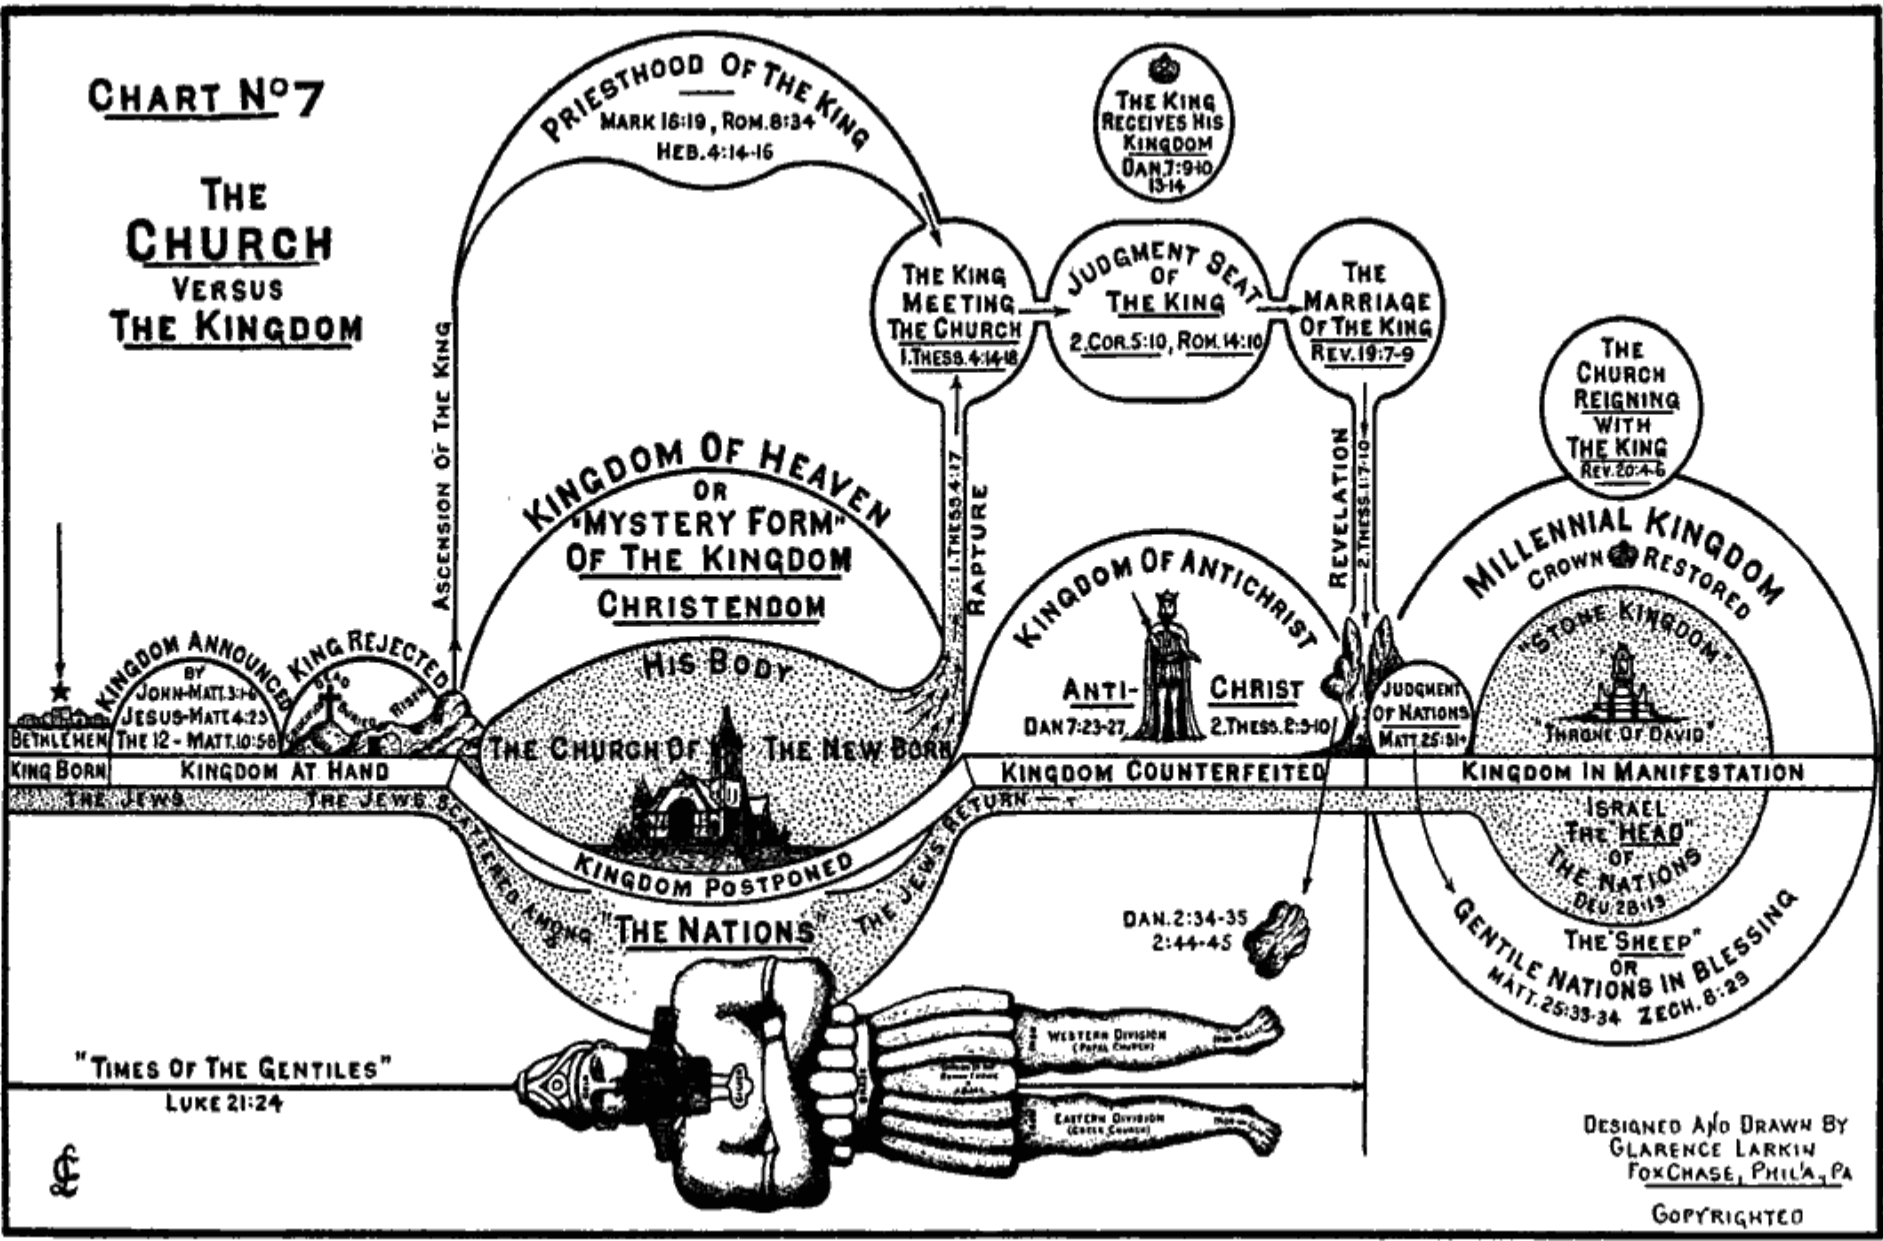 CHART No 7
THE
CHURCH
VERSUS
THE KINGDOM
PRIESTHOOD OF THE KING
MARK 16:19, ROM. 8:34
HEB. 4:14-16
THE KING
RECEIVES HIS
KINGDOM
DAN. 7:9-10
13-14
THE KING
MEETING
THE CHURCH
1. THESS. 4:14-18
JUDGMENT SEAT
OF
THE KING
2. COR. 5:10, ROM. 14:10
THE
MARRIAGE
OF THE KING
REV. 19:7-9
THE
CHURCH
REIGNING
WITH
THE KING
REV. 20:4-6
ASCENSION OF THE KING
KINGDOM OF HEAVEN
OR
"MYSTERY FORM"
OF THE KINGDOM
CHRISTENDOM
1. THESS. 4:17
RAPTURE
REVELATION
2. THESS. 1:7-10
KINGDOM ANNOUNCED
BY
JOHN-MATT. 3:1-6
JESUS-MATT. 4:23
THE 12 - MATT. 10:5-8
KING REJECTED
DEAD
BURIED
RISEN
BETHLEHEM
KING BORN
KINGDOM AT HAND
THE JEWS
THE JEWS SCATTERED AMONG
HIS BODY
THE CHURCH OF THE NEW BORN
KINGDOM POSTPONED
"THE NATIONS"
THE JEWS RETURN
KINGDOM OF ANTICHRIST
ANTI-CHRIST
DAN 7:23-27
2. THESS. 2:3-10
KINGDOM COUNTERFEITED
JUDGMENT
OF NATIONS
MATT. 25:31+
MILLENNIAL KINGDOM
CROWN RESTORED
"STONE KINGDOM"
"THRONE OF DAVID"
KINGDOM IN MANIFESTATION
ISRAEL
THE "HEAD"
OF
THE NATIONS
DEU. 28:13
THE "SHEEP"
OR
GENTILE NATIONS IN BLESSING
MATT. 25:33-34 ZECH. 8:23
DAN. 2:34-35
2:44-45
"TIMES OF THE GENTILES"
LUKE 21:24
WESTERN DIVISION
(PAPAL CHURCH)
EASTERN DIVISION
(GREEK CHURCH)
DESIGNED AND DRAWN BY
CLARENCE LARKIN
FOX CHASE, PHIL'A., PA
COPYRIGHTED